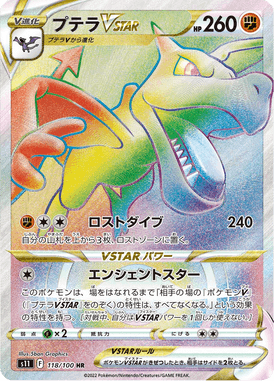 V進化 プテラVSTAR HP 260
プテラVから進化
ロストダイブ 240
自分の山札を上から3枚、ロストゾーンに置く。
VSTARパワー
特性 エンシェントスター
このポケモンは、場をはなれるまで「相手の場の『ポケモンV
(「プテラVSTAR」をのぞく)』の特性は、すべてなくなる。」という効果
の特性を持つ。[対戦中、自分はVSTARパワーを1回しか使えない。]
弱点 ×2 抵抗力 にげる
Illus. 5ban Graphics
VSTARルール
s11 F 118/100 HR
ポケモンVSTARがきぜつしたとき、相手はサイドを2枚とる。
©2022 Pokémon/Nintendo/Creatures/GAME FREAK.